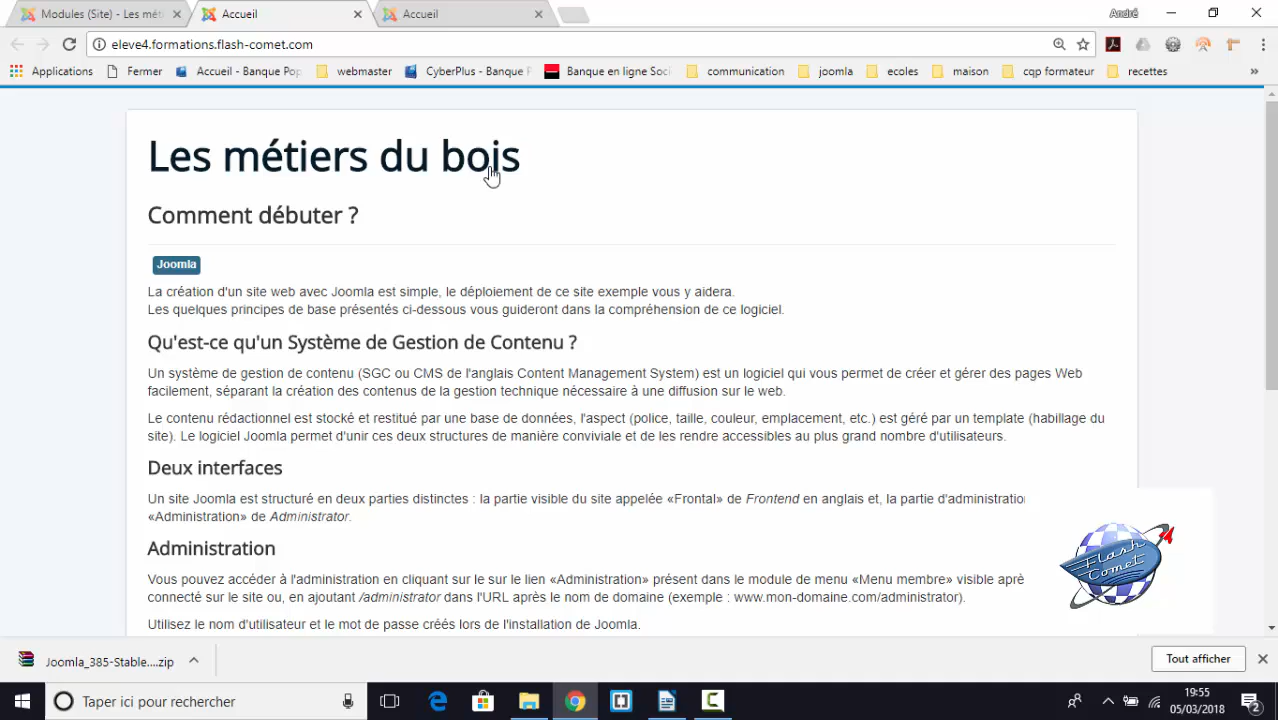 Modules (Site) - Les mét
Accueil
Accueil
André
eleve4.formations.flash-comet.com
Applications
Fermer
Accueil - Banque Pop
webmaster
CyberPlus - Banque P
Banque en ligne Soci
communication
joomla
ecoles
maison
cqp formateur
recettes
»
Les métiers du bois
Comment débuter ?
Joomla
La création d'un site web avec Joomla est simple, le déploiement de ce site exemple vous y aidera.
Les quelques principes de base présentés ci-dessous vous guideront dans la compréhension de ce logiciel.
Qu'est-ce qu'un Système de Gestion de Contenu ?
Un système de gestion de contenu (SGC ou CMS de l'anglais Content Management System) est un logiciel qui vous permet de créer et gérer des pages Web
facilement, séparant la création des contenus de la gestion technique nécessaire à une diffusion sur le web.
Le contenu rédactionnel est stocké et restitué par une base de données, l'aspect (police, taille, couleur, emplacement, etc.) est géré par un template (habillage du
site). Le logiciel Joomla permet d'unir ces deux structures de manière conviviale et de les rendre accessibles au plus grand nombre d'utilisateurs.
Deux interfaces
Un site Joomla est structuré en deux parties distinctes : la partie visible du site appelée «Frontal» de Frontend en anglais et, la partie d'administratio
«Administration» de Administrator.
Administration
Vous pouvez accéder à l'administration en cliquant sur le sur le lien «Administration» présent dans le module de menu «Menu membre» visible aprè
connecté sur le site ou, en ajoutant /administrator dans l'URL après le nom de domaine (exemple : www.mon-domaine.com/administrator).
Utilisez le nom d'utilisateur et le mot de passe créés lors de l'installation de Joomla.
Flash
Comet
Joomla_385-Stable....zip
Tout afficher
Taper ici pour rechercher
19:55
05/03/2018
2